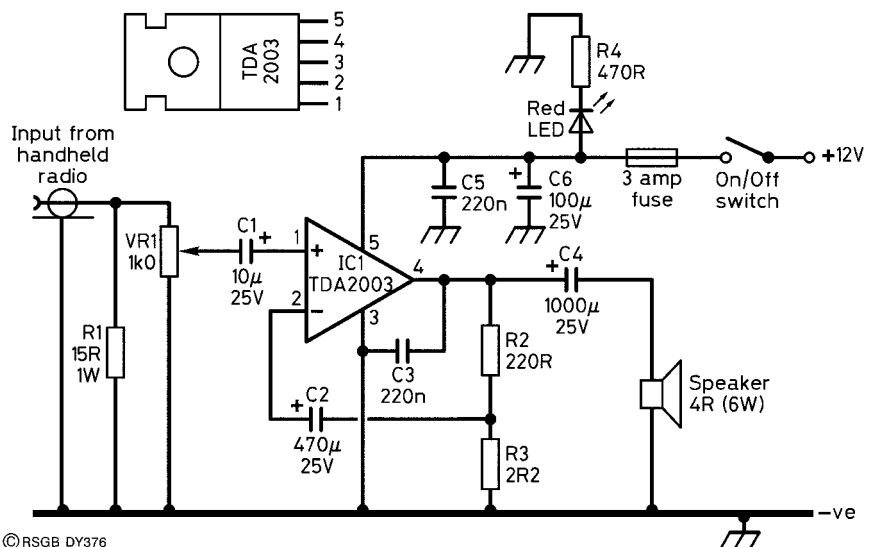 5
4
3
2
1
TDA
2003
R4
470R
Red
LED
+12V
3 amp
fuse
On/Off
switch
Input from
handheld
radio
C5
220n
+
C6
100μ
25V
VR1
1k0
C1
+
10μ
25V
1
+
5
IC1
TDA2003
4
2
−
3
+
C4
1000μ
25V
R1
15R
1W
C3
220n
R2
220R
Speaker
4R (6W)
+
C2
470μ
25V
R3
2R2
−ve
©RSGB DY376